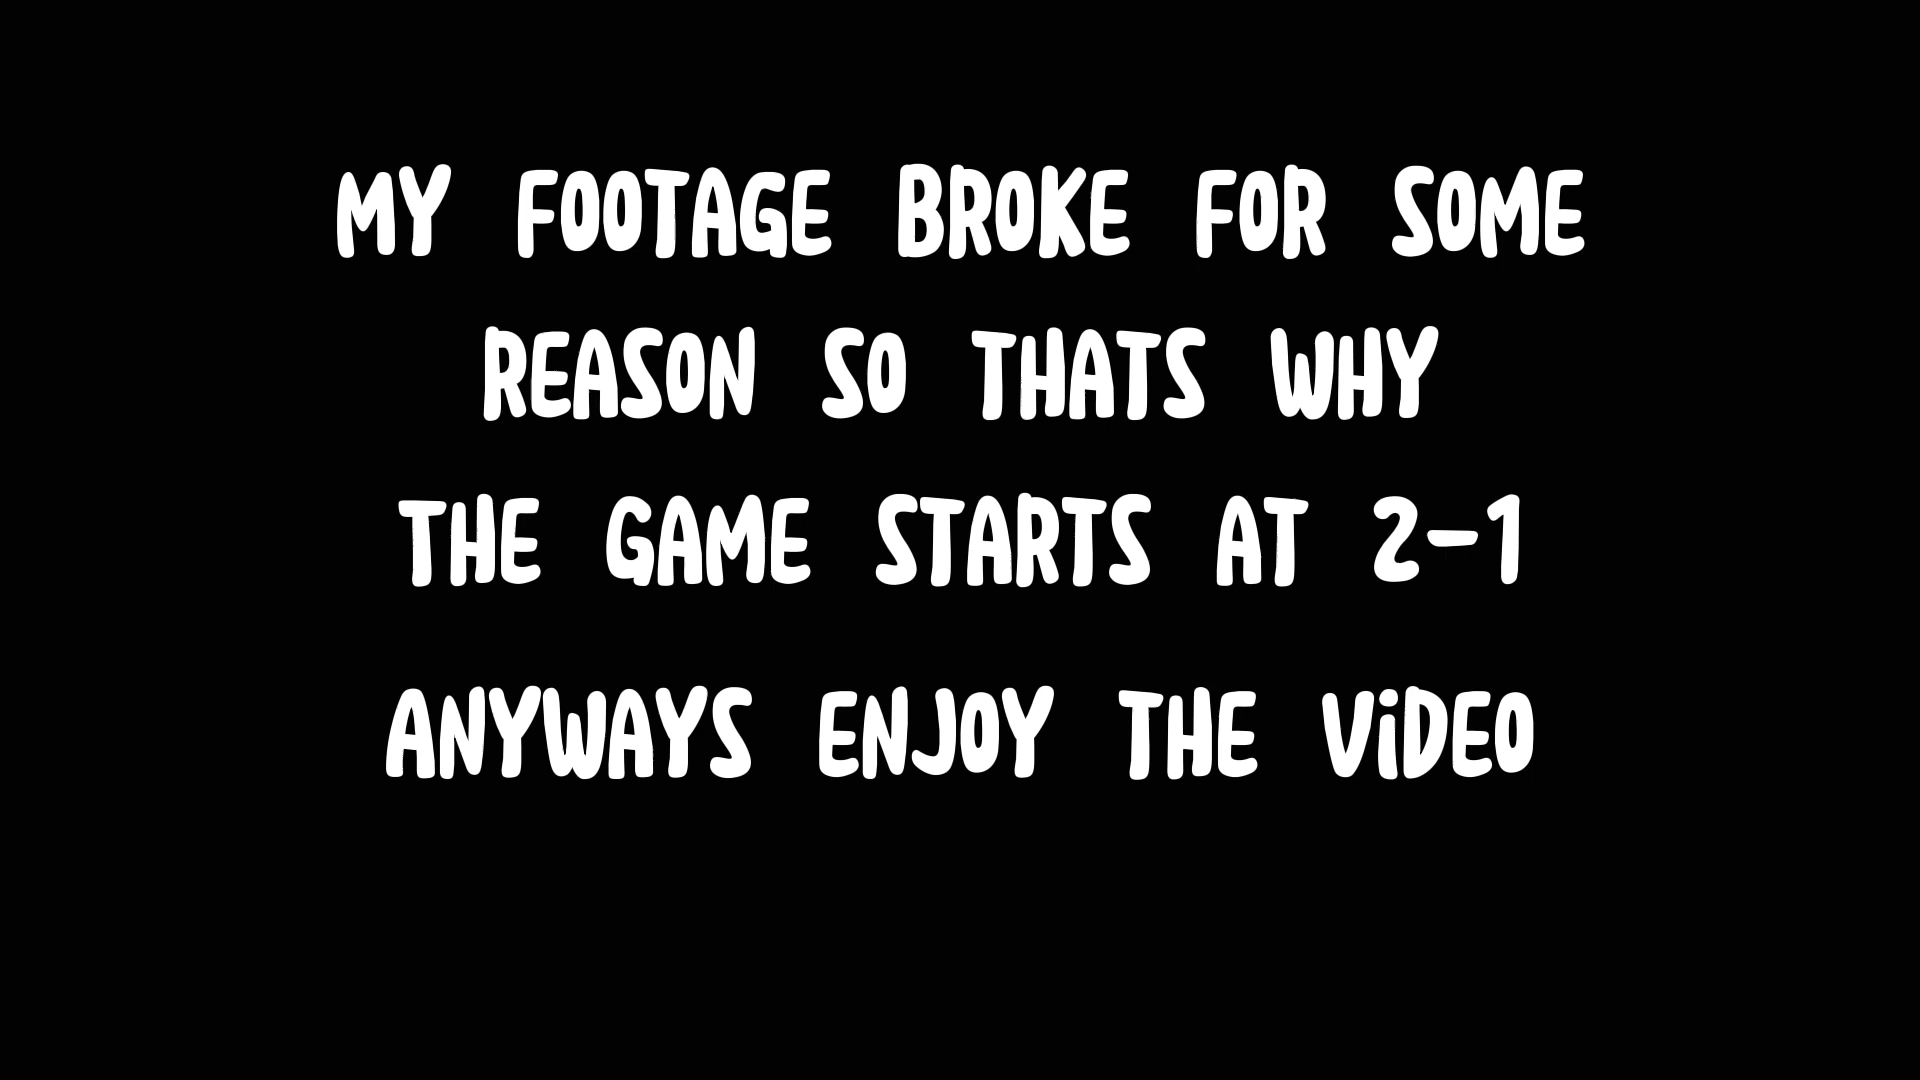 MY FOOTAGE BROKE FOR SOME
REASON SO THATS WHY
THE GAME STARTS AT 2-1
ANYWAYS ENJOY THE ViDEO